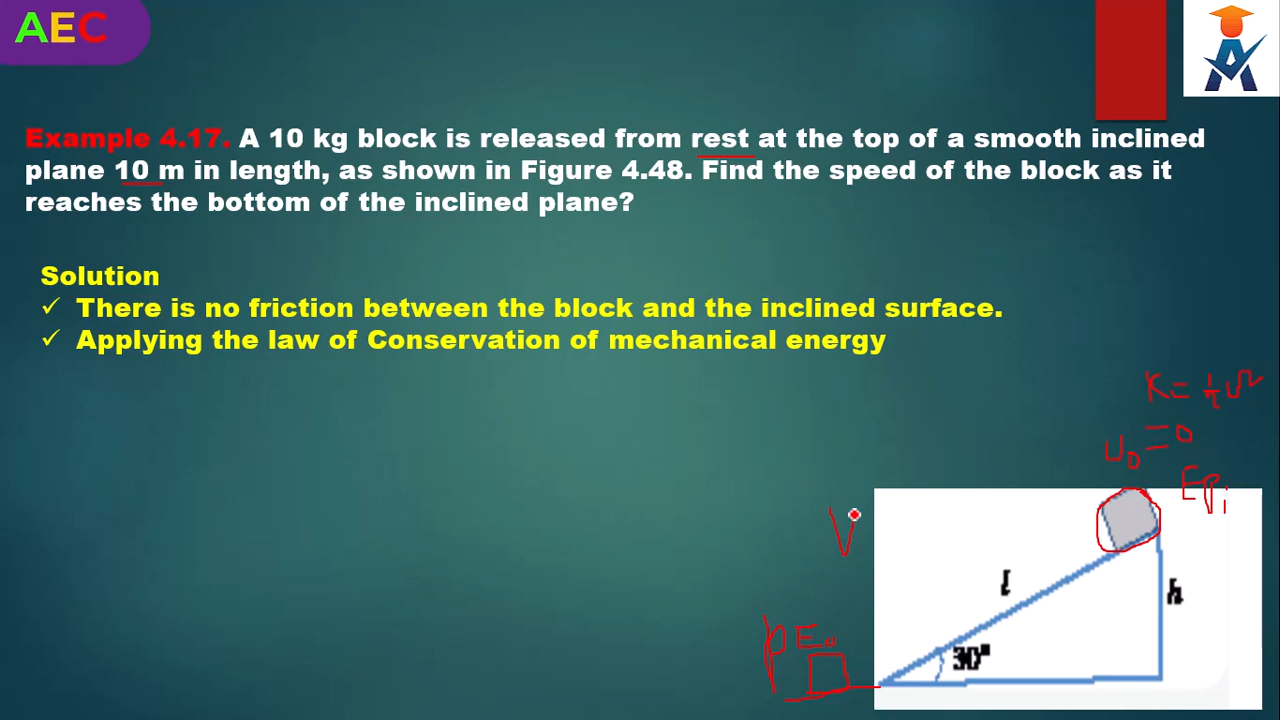 AEC
Example 4.17. A 10 kg block is released from rest at the top of a smooth inclined
plane 10 m in length, as shown in Figure 4.48. Find the speed of the block as it
reaches the bottom of the inclined plane?
Solution
✓ There is no friction between the block and the inclined surface.
✓ Applying the law of Conservation of mechanical energy
= 0
V
l
h
30°